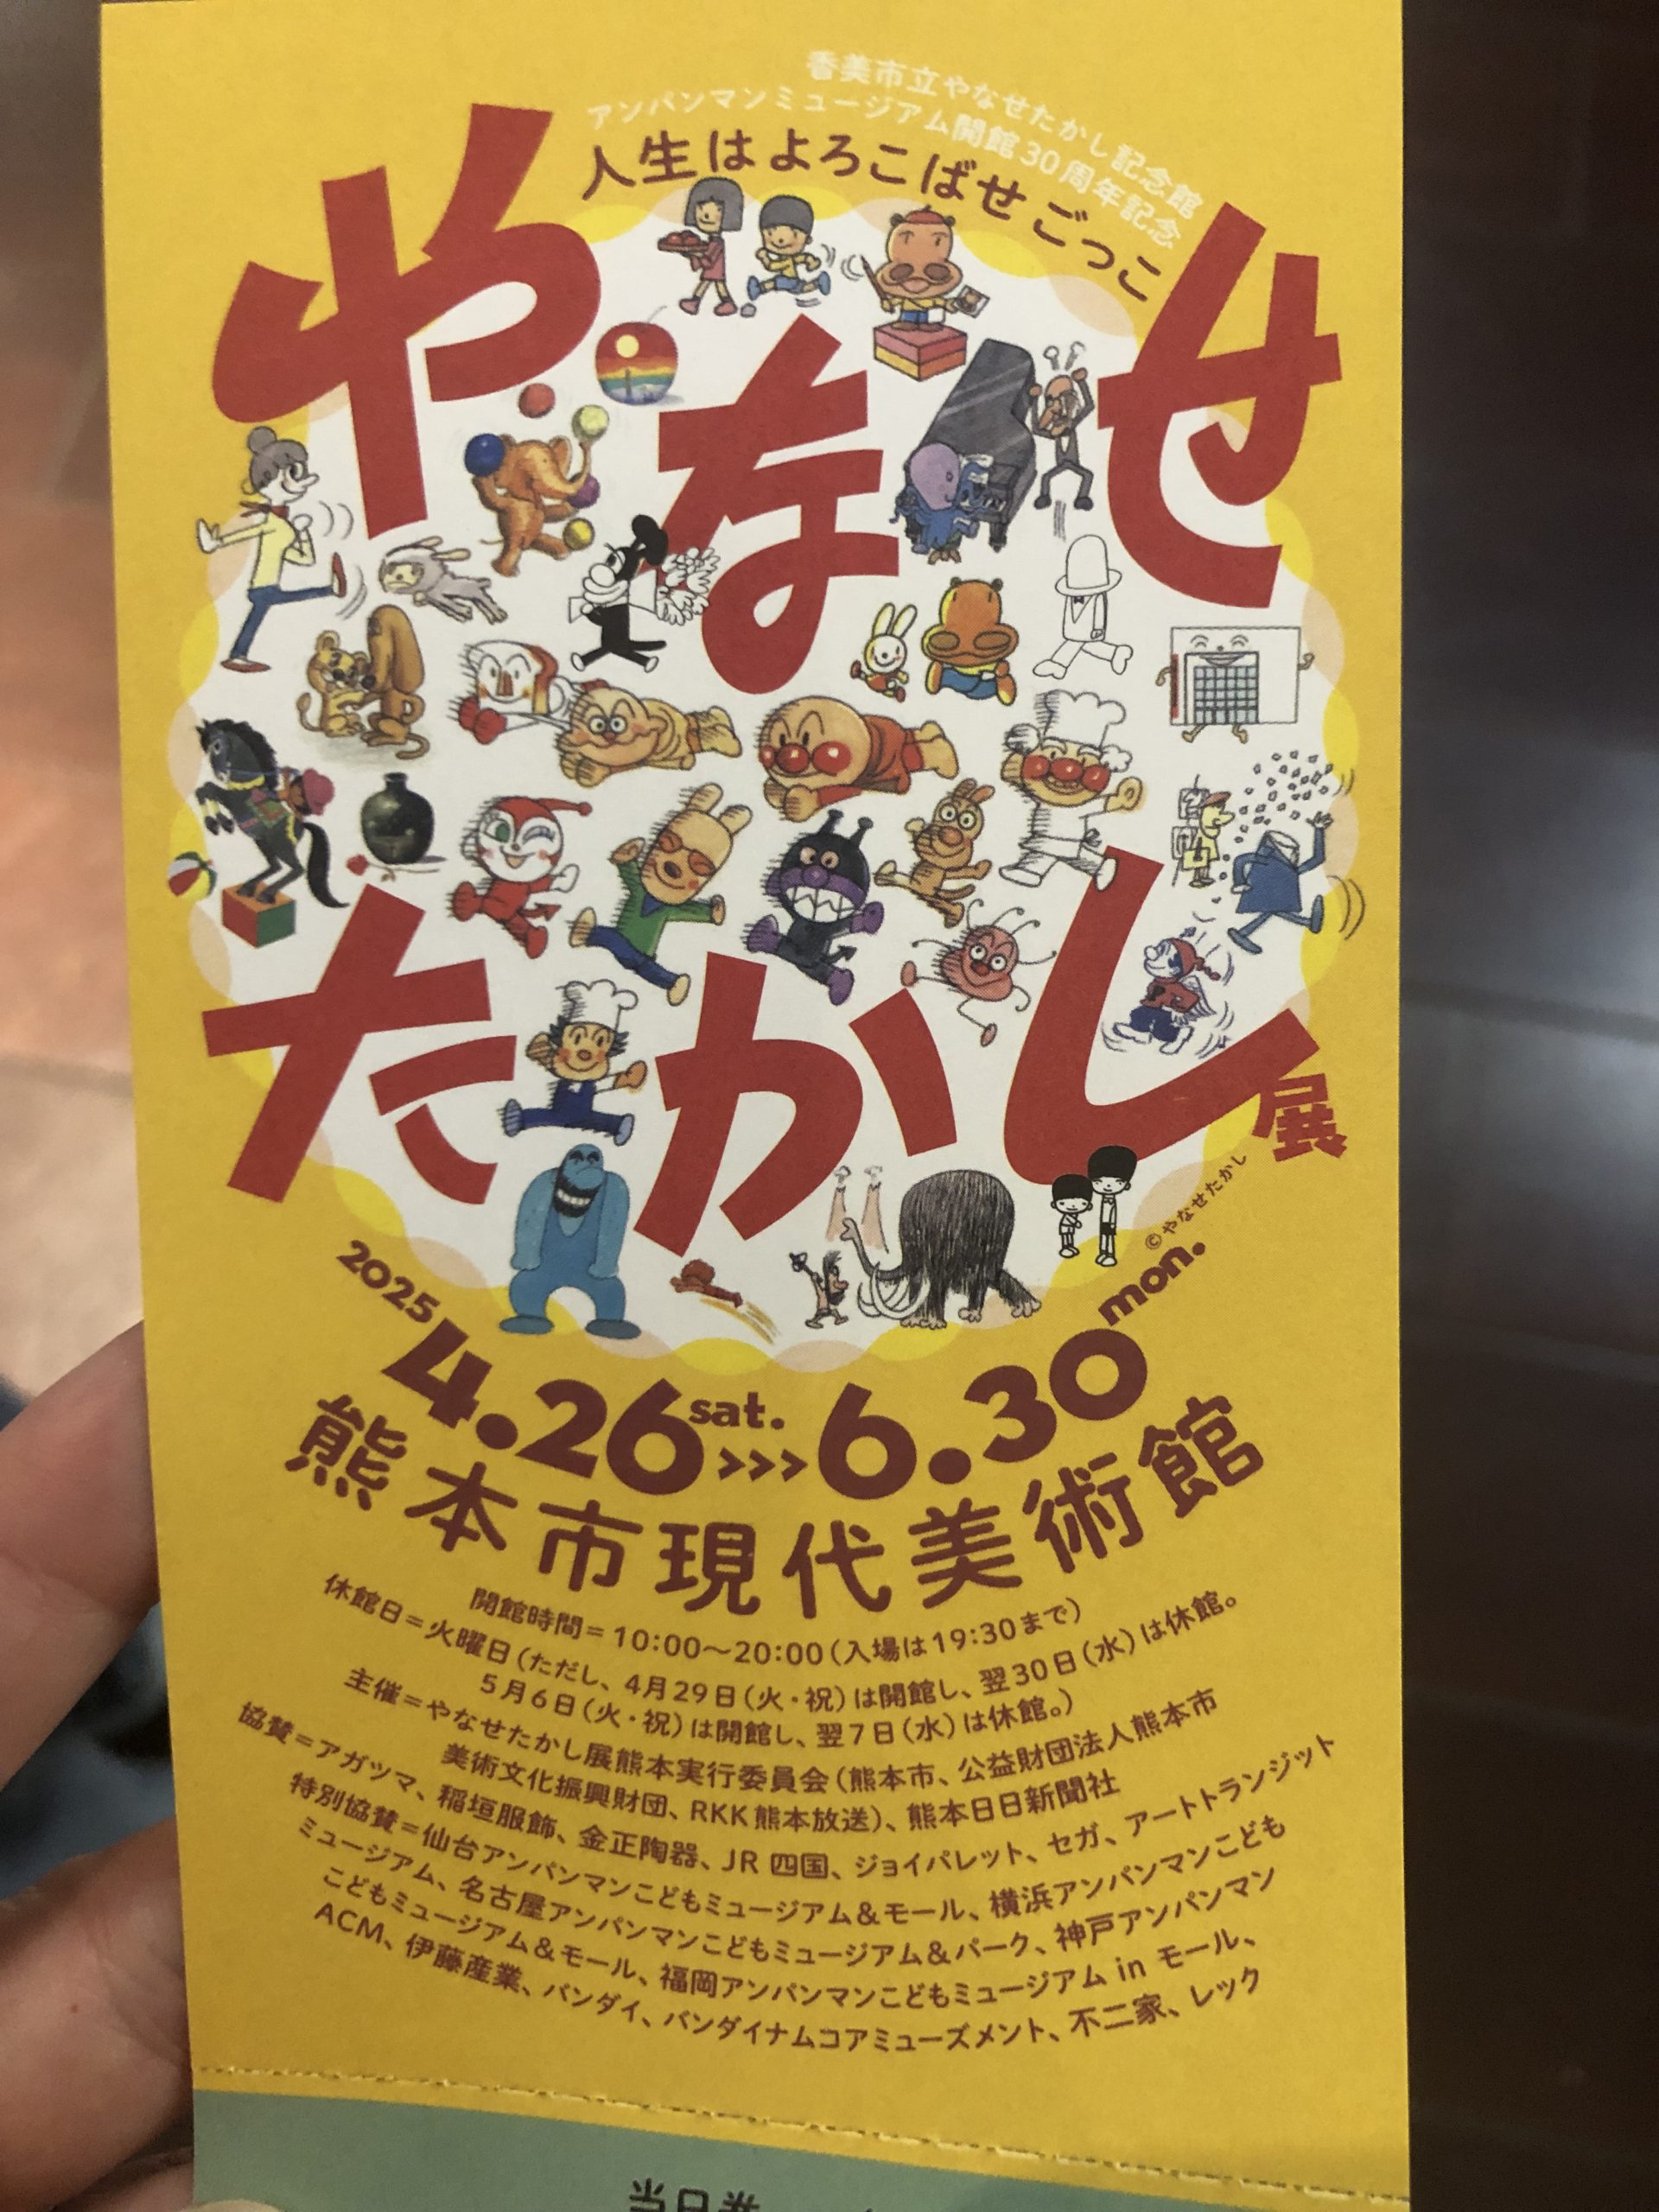 香美市立やなせたかし記念館
アンパンマンミュージアム開館30周年記念
人生はよろこばせごっこ
やなせ
たかし展
©やなせたかし
2025
4.26 sat. >>> 6.30 mon.
熊本市現代美術館
開館時間＝10:00～20:00（入場は19:30まで）
休館日＝火曜日（ただし、4月29日（火・祝）は開館し、翌30日（水）は休館。
5月6日（火・祝）は開館し、翌7日（水）は休館。）
主催＝やなせたかし展熊本実行委員会（熊本市、公益財団法人熊本市
美術文化振興財団、RKK熊本放送）、熊本日日新聞社
協賛＝アガツマ、稲垣服飾、金正陶器、JR四国、ジョイパレット、セガ、アートトランジット
特別協賛＝仙台アンパンマンこどもミュージアム＆モール、横浜アンパンマンこども
ミュージアム、名古屋アンパンマンこどもミュージアム＆パーク、神戸アンパンマン
こどもミュージアム＆モール、福岡アンパンマンこどもミュージアム in モール、
ACM、伊藤産業、バンダイ、バンダイナムコアミューズメント、不二家、レック
当日券